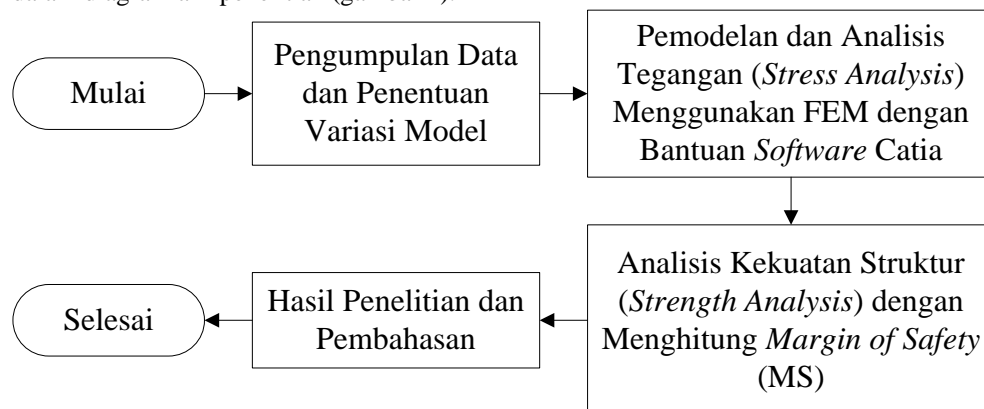 Mulai
Pengumpulan Data
dan Penentuan
Variasi Model
Pemodelan dan Analisis
Tegangan (Stress Analysis)
Menggunakan FEM dengan
Bantuan Software Catia
Analisis Kekuatan Struktur
(Strength Analysis) dengan
Menghitung Margin of Safety
(MS)
Hasil Penelitian dan
Pembahasan
Selesai